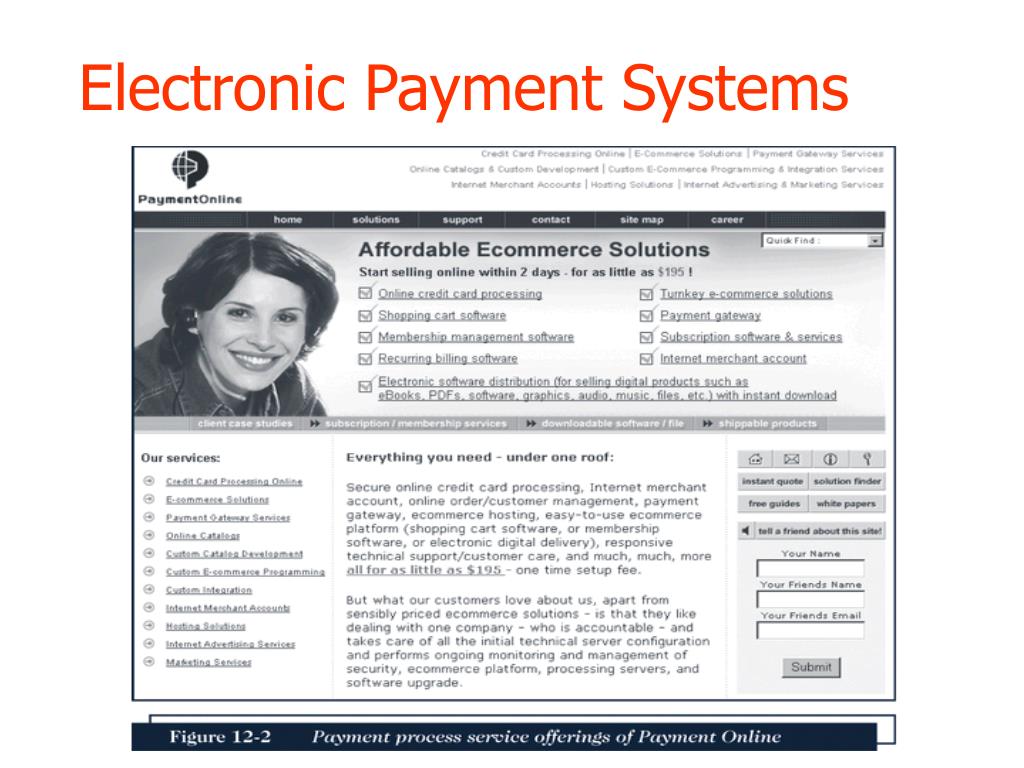 Electronic Payment Systems
Credit Card Processing Online | E-Commerce Solutions | Payment Gateway Services
Online Catalogs & Custom Development | Custom E-Commerce Programming & Integration Services
Internet Merchant Accounts | Hosting Solutions | Internet Advertising & Marketing Services
PaymentOnline
home solutions support contact site map career
Quick Find :
Affordable Ecommerce Solutions
Start selling online within 2 days - for as little as $195 !
Online credit card processing
Shopping cart software
Membership management software
Recurring billing software
Turnkey e-commerce solutions
Payment gateway
Subscription software & services
Internet merchant account
Electronic software distribution (for selling digital products such as
eBooks, PDFs, software, graphics, audio, music, files, etc.) with instant download
client case studies subscription / membership services downloadable software / file shippable products
Our services:
Credit Card Processing Online
E-commerce Solutions
Payment Gateway Services
Online Catalogs
Custom Catalog Development
Custom E-commerce Programming
Custom Integration
Internet Merchant Accounts
Hosting Solutions
Internet Advertising Services
Marketing Services
Everything you need - under one roof:
Secure online credit card processing, Internet merchant
account, online order/customer management, payment
gateway, ecommerce hosting, easy-to-use ecommerce
platform (shopping cart software, or membership
software, or electronic digital delivery), responsive
technical support/customer care, and much, much, more
all for as little as $195 - one time setup fee.
But what our customers love about us, apart from
sensibly priced ecommerce solutions - is that they like
dealing with one company - who is accountable - and
takes care of all the initial technical server configuration
and performs ongoing monitoring and management of
security, ecommerce platform, processing servers, and
software upgrade.
instant quote solution finder
free guides white papers
tell a friend about this site!
Your Name
Your Friends Name
Your Friends Email
Submit
Figure 12-2 Payment process service offerings of Payment Online